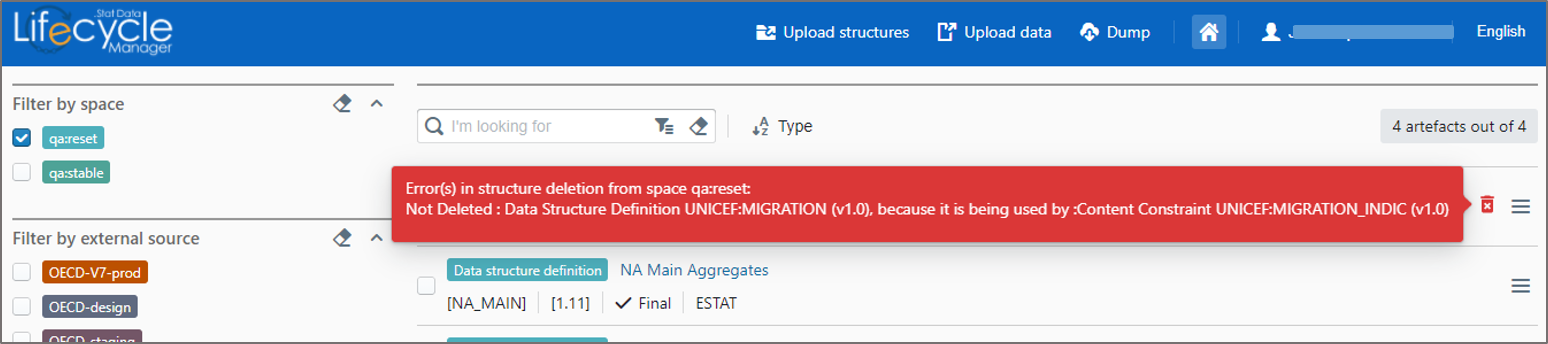 .Stat Data
Lifecycle
Manager
Upload structures
Upload data
Dump
English
Filter by space
qa:reset
qa:stable
Filter by external source
OECD-V7-prod
OECD-design
OECD-staging
I'm looking for
Type
4 artefacts out of 4
Error(s) in structure deletion from space qa:reset:
Not Deleted : Data Structure Definition UNICEF:MIGRATION (v1.0), because it is being used by :Content Constraint UNICEF:MIGRATION_INDIC (v1.0)
Data structure definition NA Main Aggregates
[NA_MAIN] [1.11] Final ESTAT